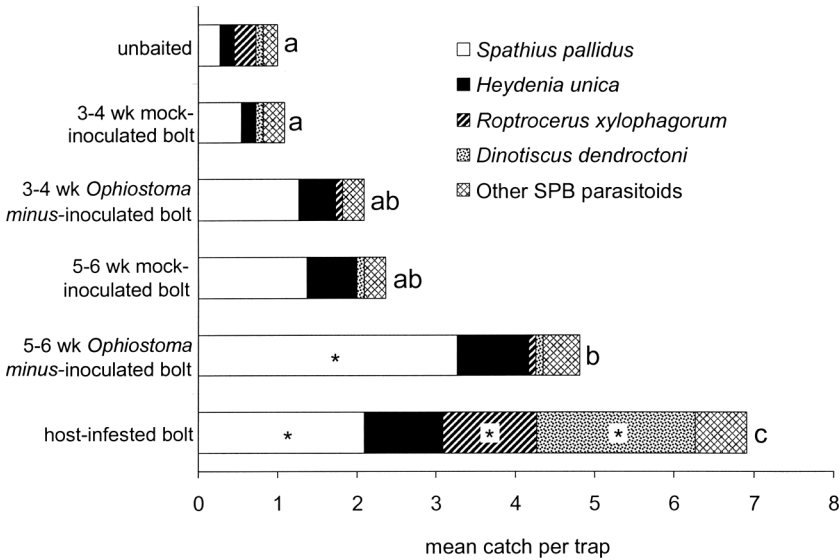 unbaited
a
3-4 wk mock-
inoculated bolt
a
3-4 wk Ophiostoma
minus-inoculated bolt
ab
5-6 wk mock-
inoculated bolt
ab
5-6 wk Ophiostoma
minus-inoculated bolt
*
b
host-infested bolt
* * *
c
Spathius pallidus
Heydenia unica
Roptrocerus xylophagorum
Dinotiscus dendroctoni
Other SPB parasitoids
0 1 2 3 4 5 6 7 8
mean catch per trap